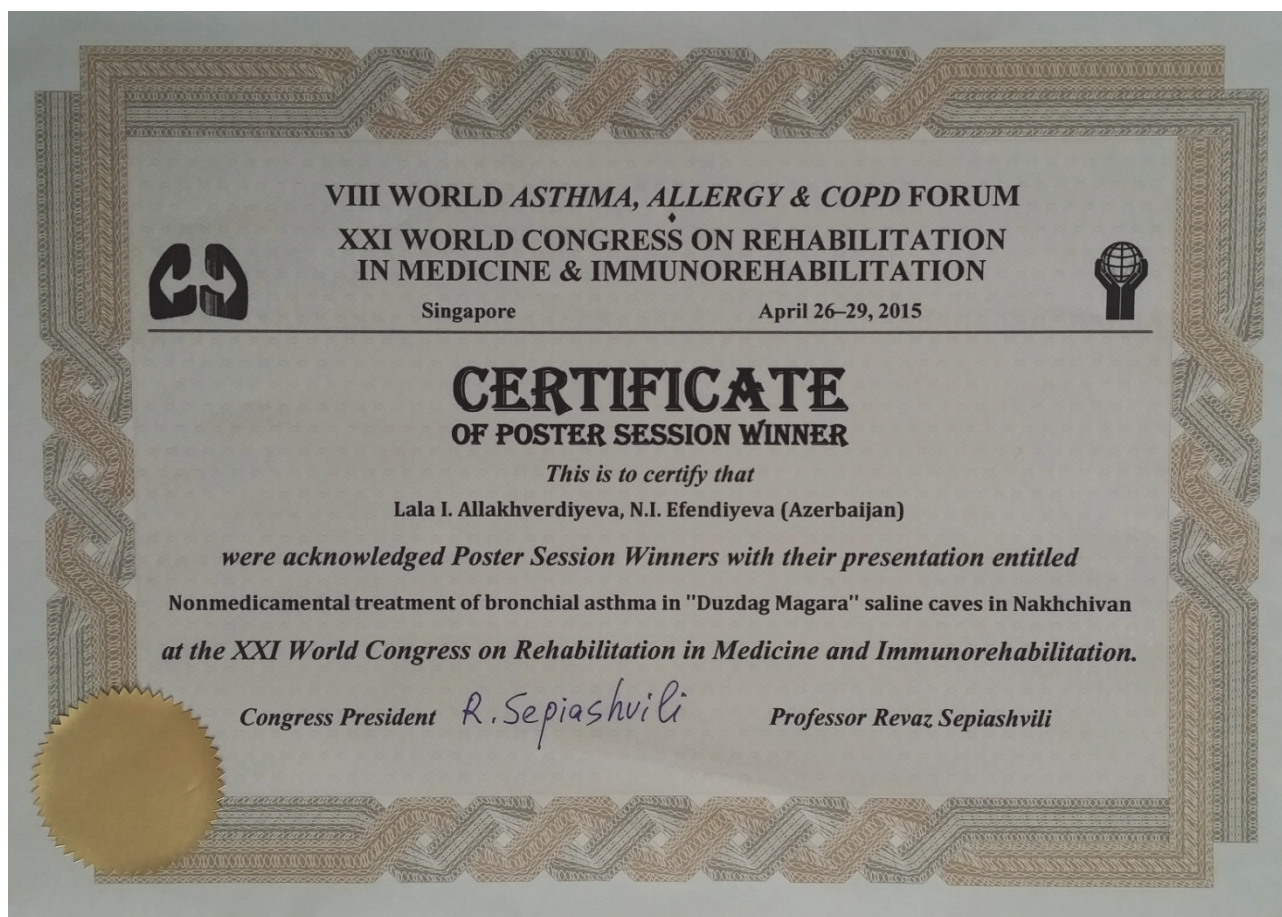 VIII WORLD ASTHMA, ALLERGY & COPD FORUM
XXI WORLD CONGRESS ON REHABILITATION
IN MEDICINE & IMMUNOREHABILITATION
Singapore April 26–29, 2015
CERTIFICATE
OF POSTER SESSION WINNER
This is to certify that
Lala I. Allakhverdiyeva, N.I. Efendiyeva (Azerbaijan)
were acknowledged Poster Session Winners with their presentation entitled
Nonmedicamental treatment of bronchial asthma in "Duzdag Magara" saline caves in Nakhchivan
at the XXI World Congress on Rehabilitation in Medicine and Immunorehabilitation.
Congress President R. Sepiashvili Professor Revaz Sepiashvili